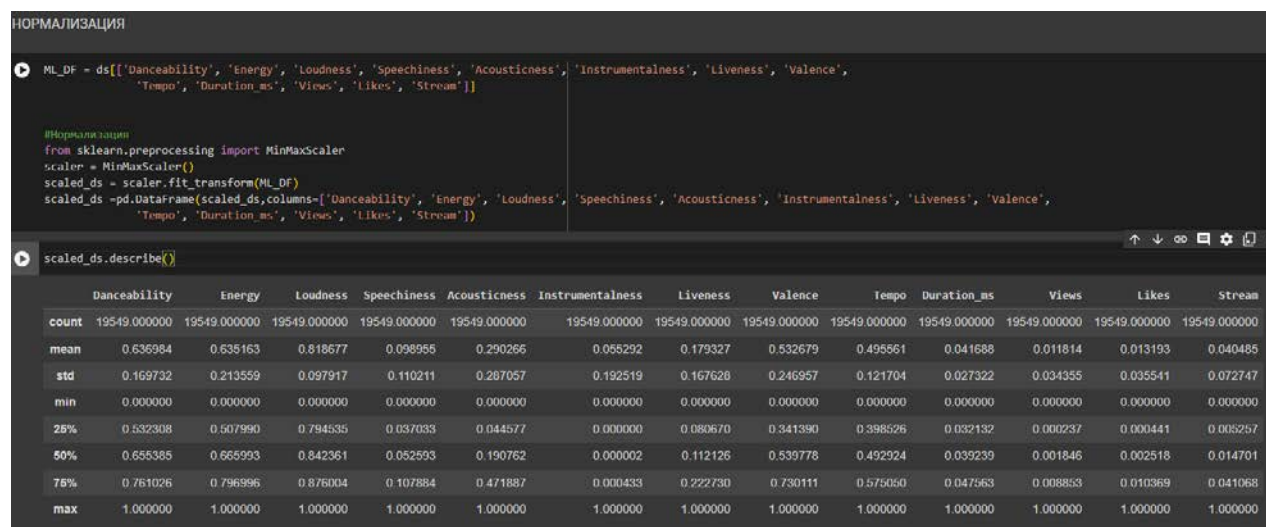 НОРМАЛИЗАЦИЯ
ML_DF = ds[['Danceability', 'Energy', 'Loudness', 'Speechiness', 'Acousticness', 'Instrumentalness', 'Liveness', 'Valence',
'Tempo', 'Duration_ms', 'Views', 'Likes', 'Stream']]
#Нормализация
from sklearn.preprocessing import MinMaxScaler
scaler = MinMaxScaler()
scaled_ds = scaler.fit_transform(ML_DF)
scaled_ds =pd.DataFrame(scaled_ds,columns=['Danceability', 'Energy', 'Loudness', 'Speechiness', 'Acousticness', 'Instrumentalness', 'Liveness', 'Valence',
'Tempo', 'Duration_ms', 'Views', 'Likes', 'Stream'])
scaled_ds.describe()
Danceability Energy Loudness Speechiness Acousticness Instrumentalness Liveness Valence Tempo Duration_ms Views Likes Stream
count 19549.000000 19549.000000 19549.000000 19549.000000 19549.000000 19549.000000 19549.000000 19549.000000 19549.000000 19549.000000 19549.000000 19549.000000 19549.000000
mean 0.636984 0.635163 0.818677 0.098955 0.290266 0.055292 0.179327 0.532679 0.495561 0.041688 0.011814 0.013193 0.040485
std 0.169732 0.213559 0.097917 0.110211 0.287057 0.192519 0.167628 0.246957 0.121704 0.027322 0.034355 0.035541 0.072747
min 0.000000 0.000000 0.000000 0.000000 0.000000 0.000000 0.000000 0.000000 0.000000 0.000000 0.000000 0.000000 0.000000
25% 0.532308 0.507990 0.794535 0.037033 0.044577 0.000000 0.080670 0.341390 0.398526 0.032132 0.000237 0.000441 0.005257
50% 0.655385 0.665993 0.842361 0.052593 0.190762 0.000002 0.112126 0.539778 0.492924 0.039239 0.001846 0.002518 0.014701
75% 0.761026 0.796996 0.876004 0.107884 0.471887 0.000433 0.222730 0.730111 0.575050 0.047563 0.008853 0.010369 0.041068
max 1.000000 1.000000 1.000000 1.000000 1.000000 1.000000 1.000000 1.000000 1.000000 1.000000 1.000000 1.000000 1.000000